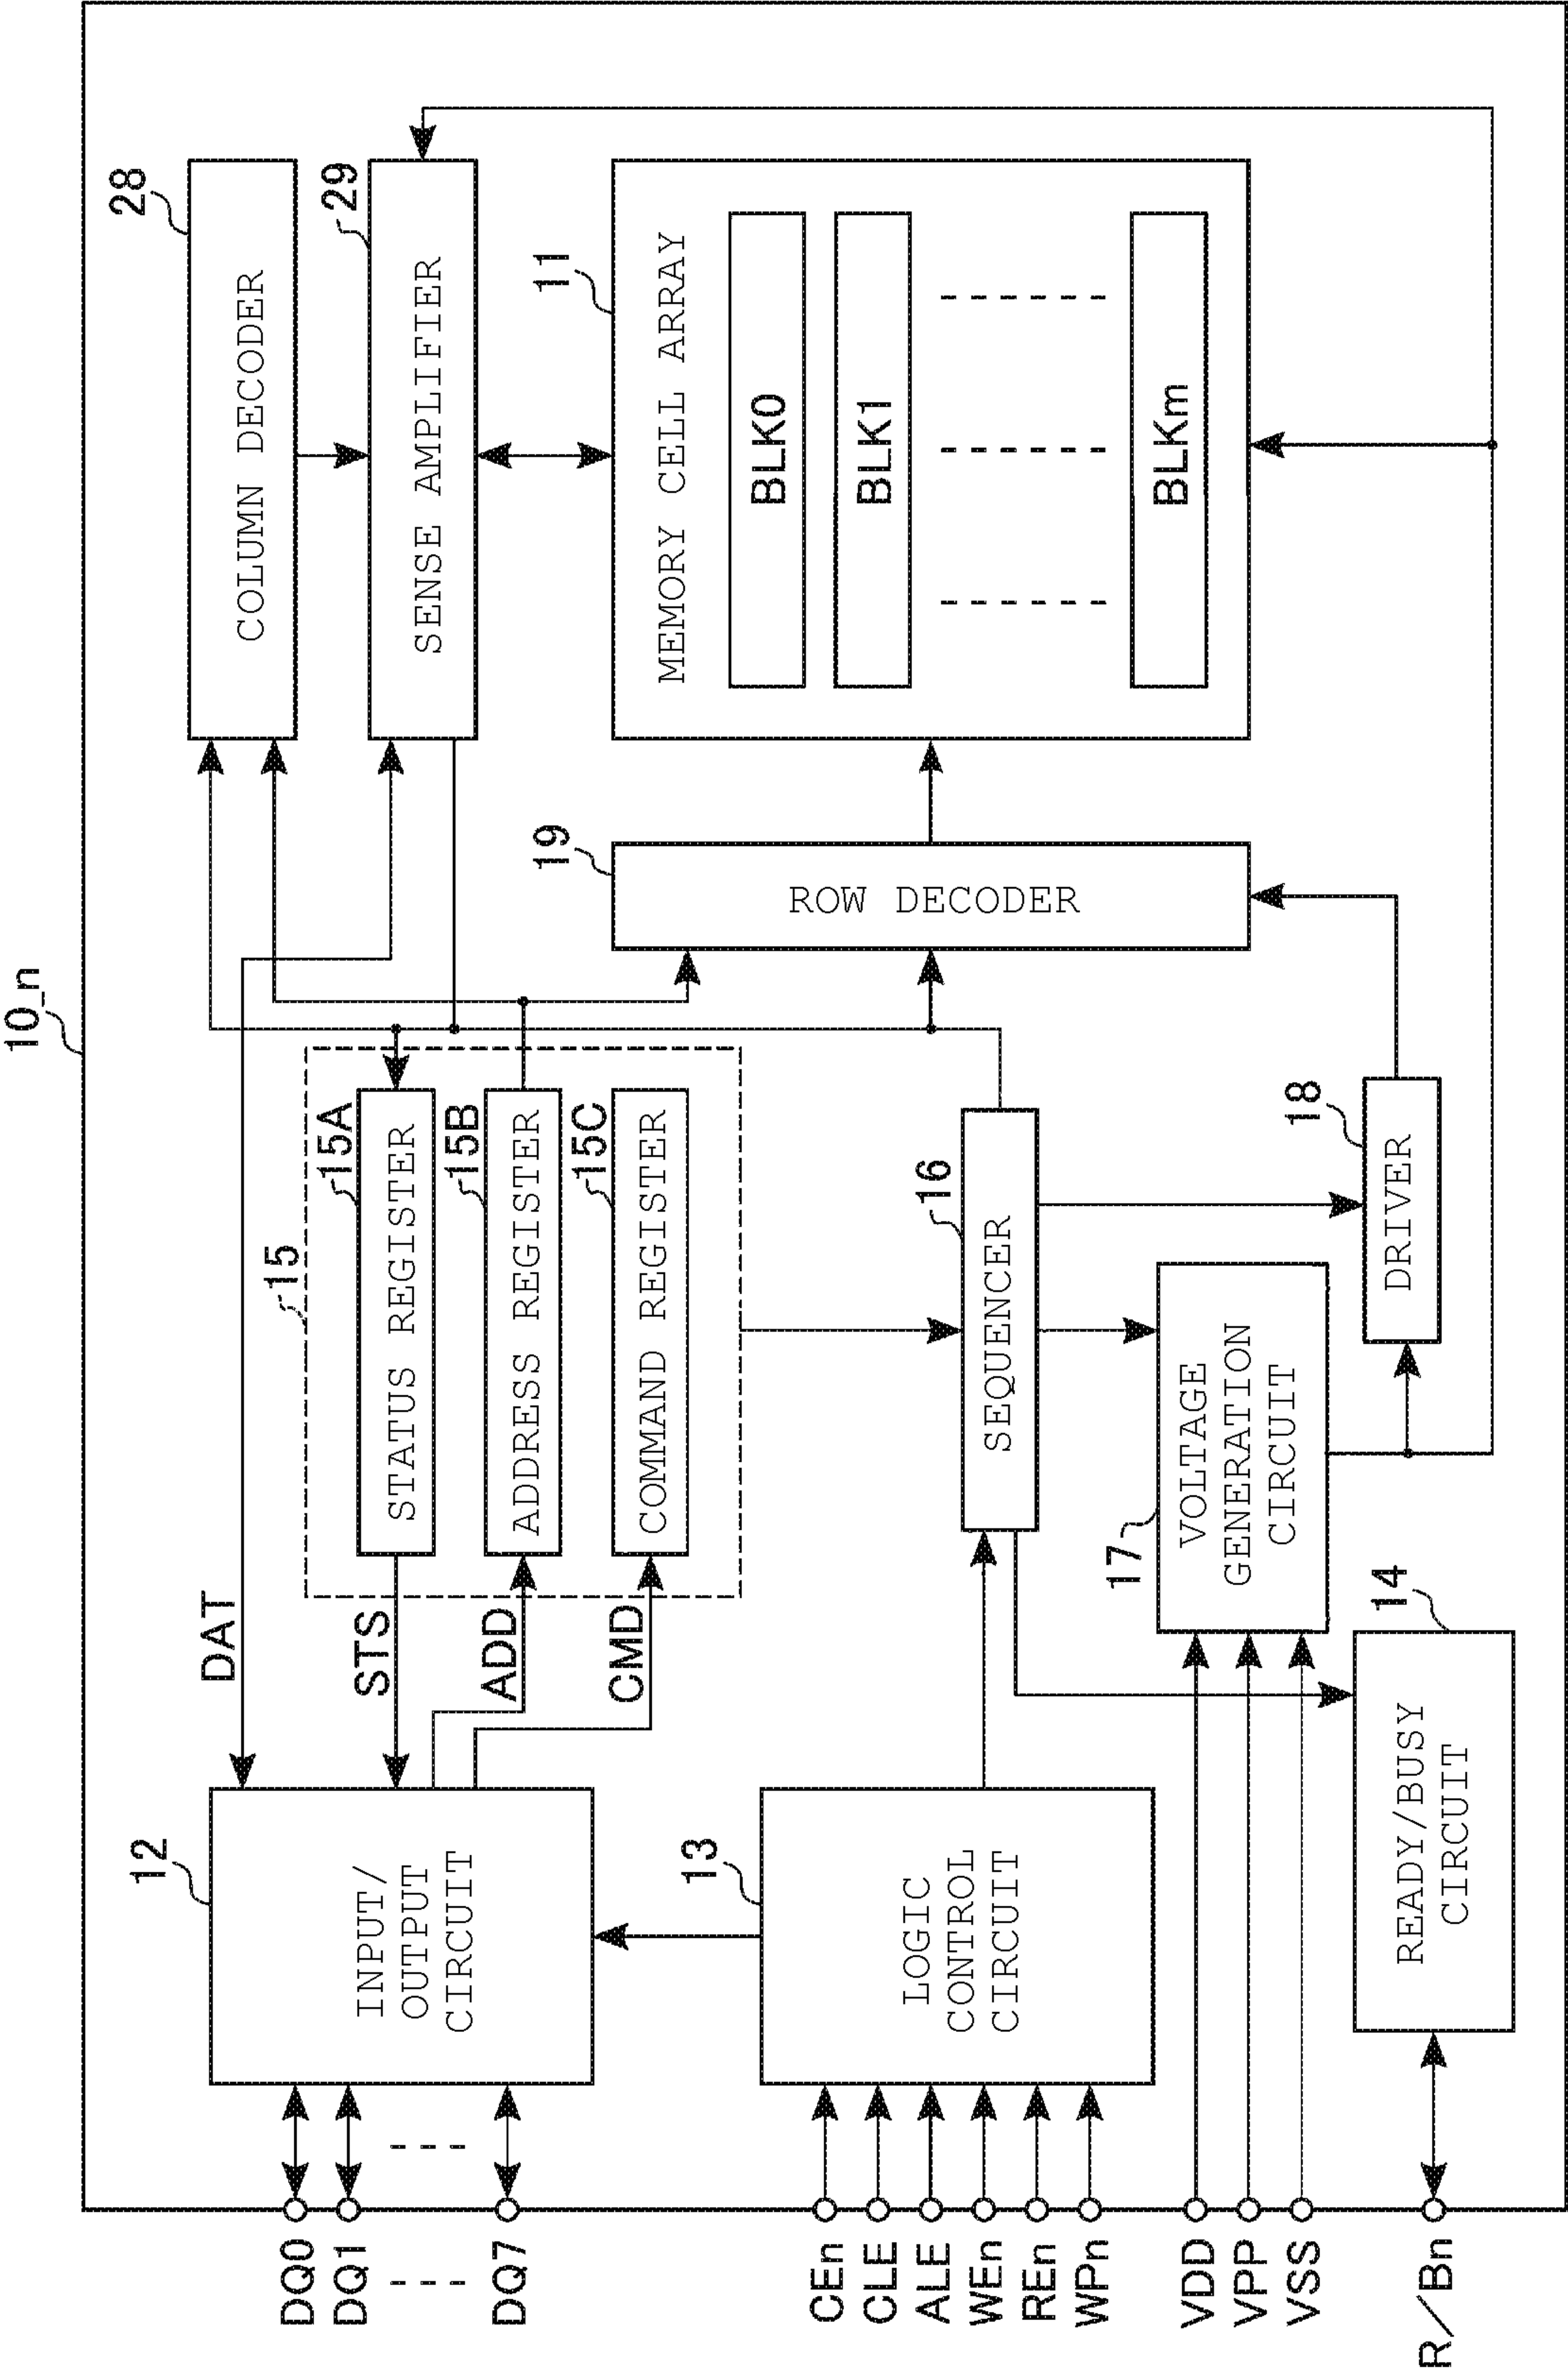 10_n
DQ0
DQ1
DQ7
CEn
CLE
ALE
WEn
REn
WPn
VDD
VPP
VSS
R/Bn
12
INPUT/
OUTPUT
CIRCUIT
13
LOGIC
CONTROL
CIRCUIT
14
READY/BUSY
CIRCUIT
DAT
STS
ADD
CMD
15
15A
STATUS REGISTER
15B
ADDRESS REGISTER
15C
COMMAND REGISTER
16
SEQUENCER
17
VOLTAGE
GENERATION
CIRCUIT
18
DRIVER
19
ROW DECODER
28
COLUMN DECODER
29
SENSE AMPLIFIER
11
MEMORY CELL ARRAY
BLK0
BLK1
BLKm